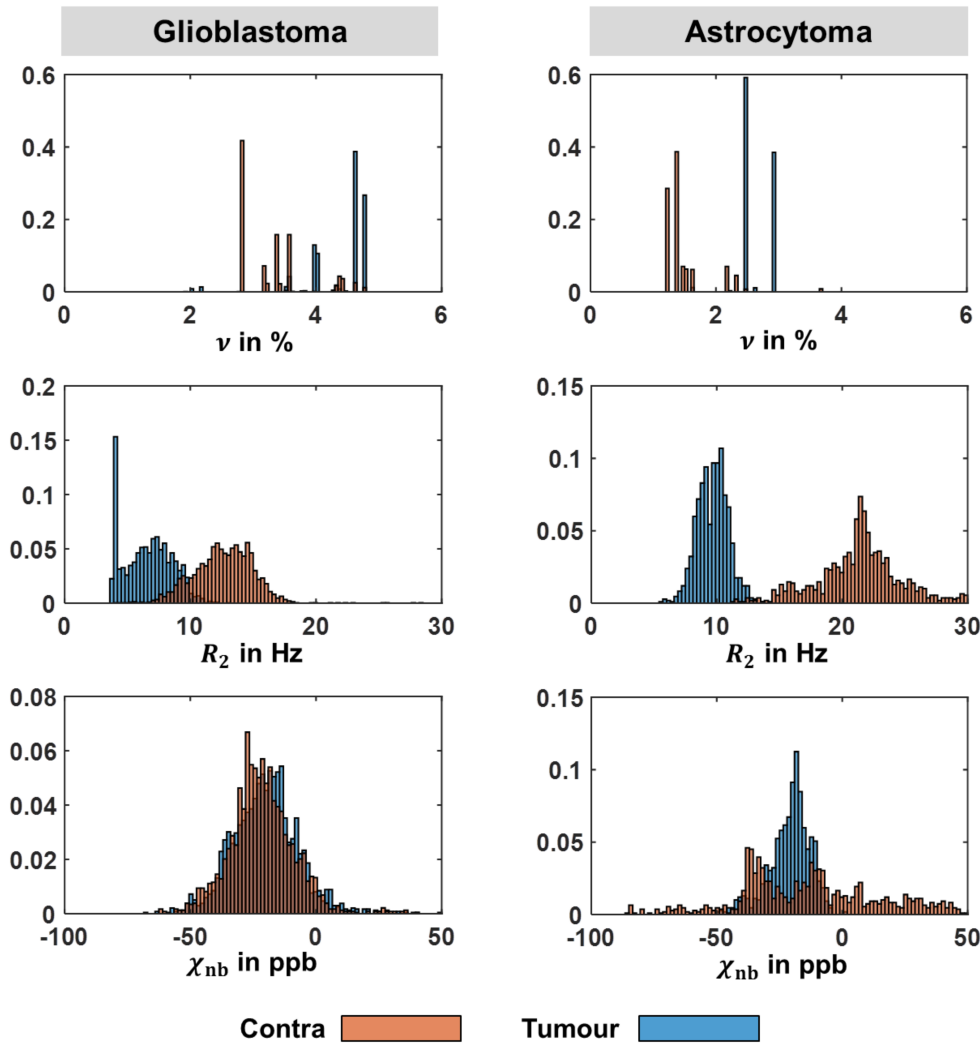 Glioblastoma
Astrocytoma
0.6
0.4
0.2
0
0 2 4 6
ν in %
0.6
0.4
0.2
0
0 2 4 6
ν in %
0.2
0.15
0.1
0.05
0
0 10 20 30
R₂ in Hz
0.15
0.1
0.05
0
0 10 20 30
R₂ in Hz
0.08
0.06
0.04
0.02
0
-100 -50 0 50
χnb in ppb
0.15
0.1
0.05
0
-100 -50 0 50
χnb in ppb
Contra Tumour